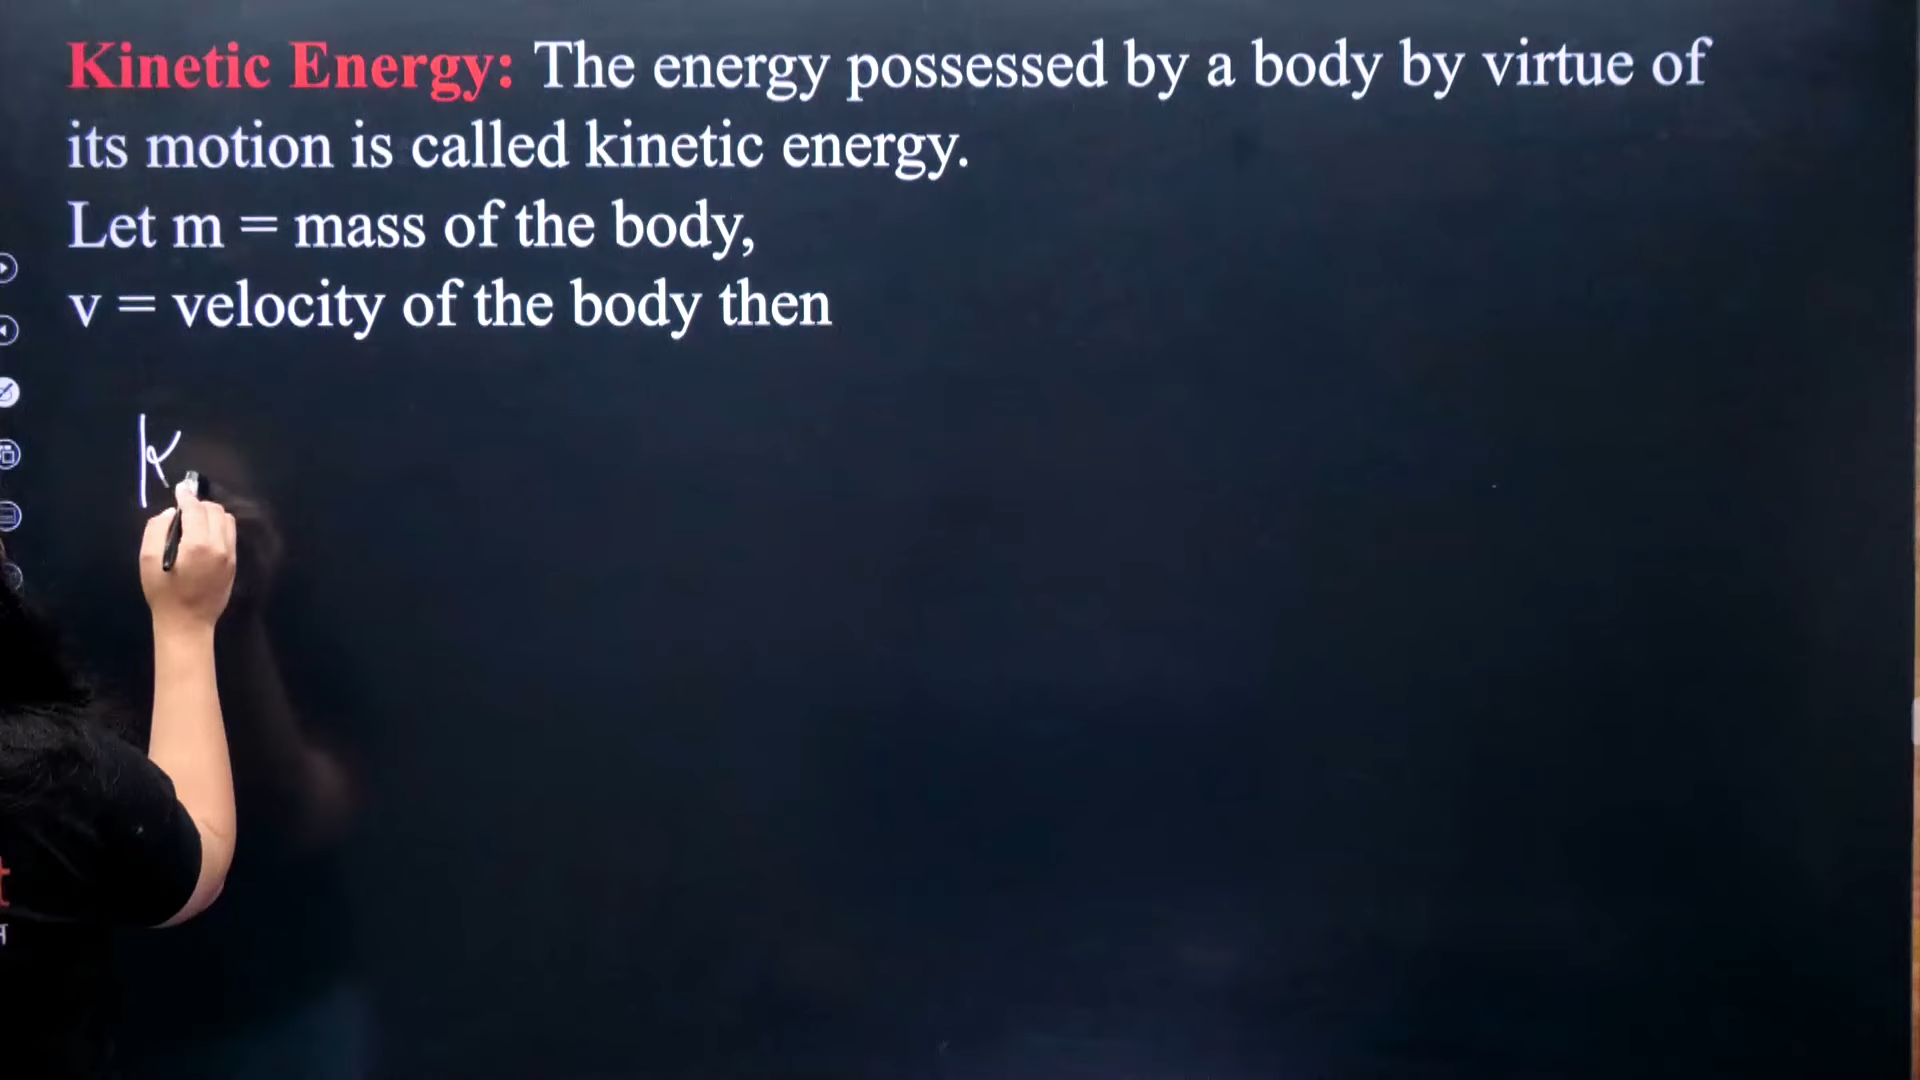 Kinetic Energy: The energy possessed by a body by virtue of
its motion is called kinetic energy.
Let m = mass of the body,
v = velocity of the body then
K